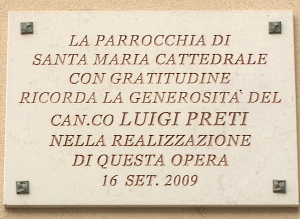 LA PARROCCHIA DI
SANTA MARIA CATTEDRALE
CON GRATITUDINE
RICORDA LA GENEROSITA' DEL
CAN.CO LUIGI PRETI
NELLA REALIZZAZIONE
DI QUESTA OPERA
16 SET. 2009